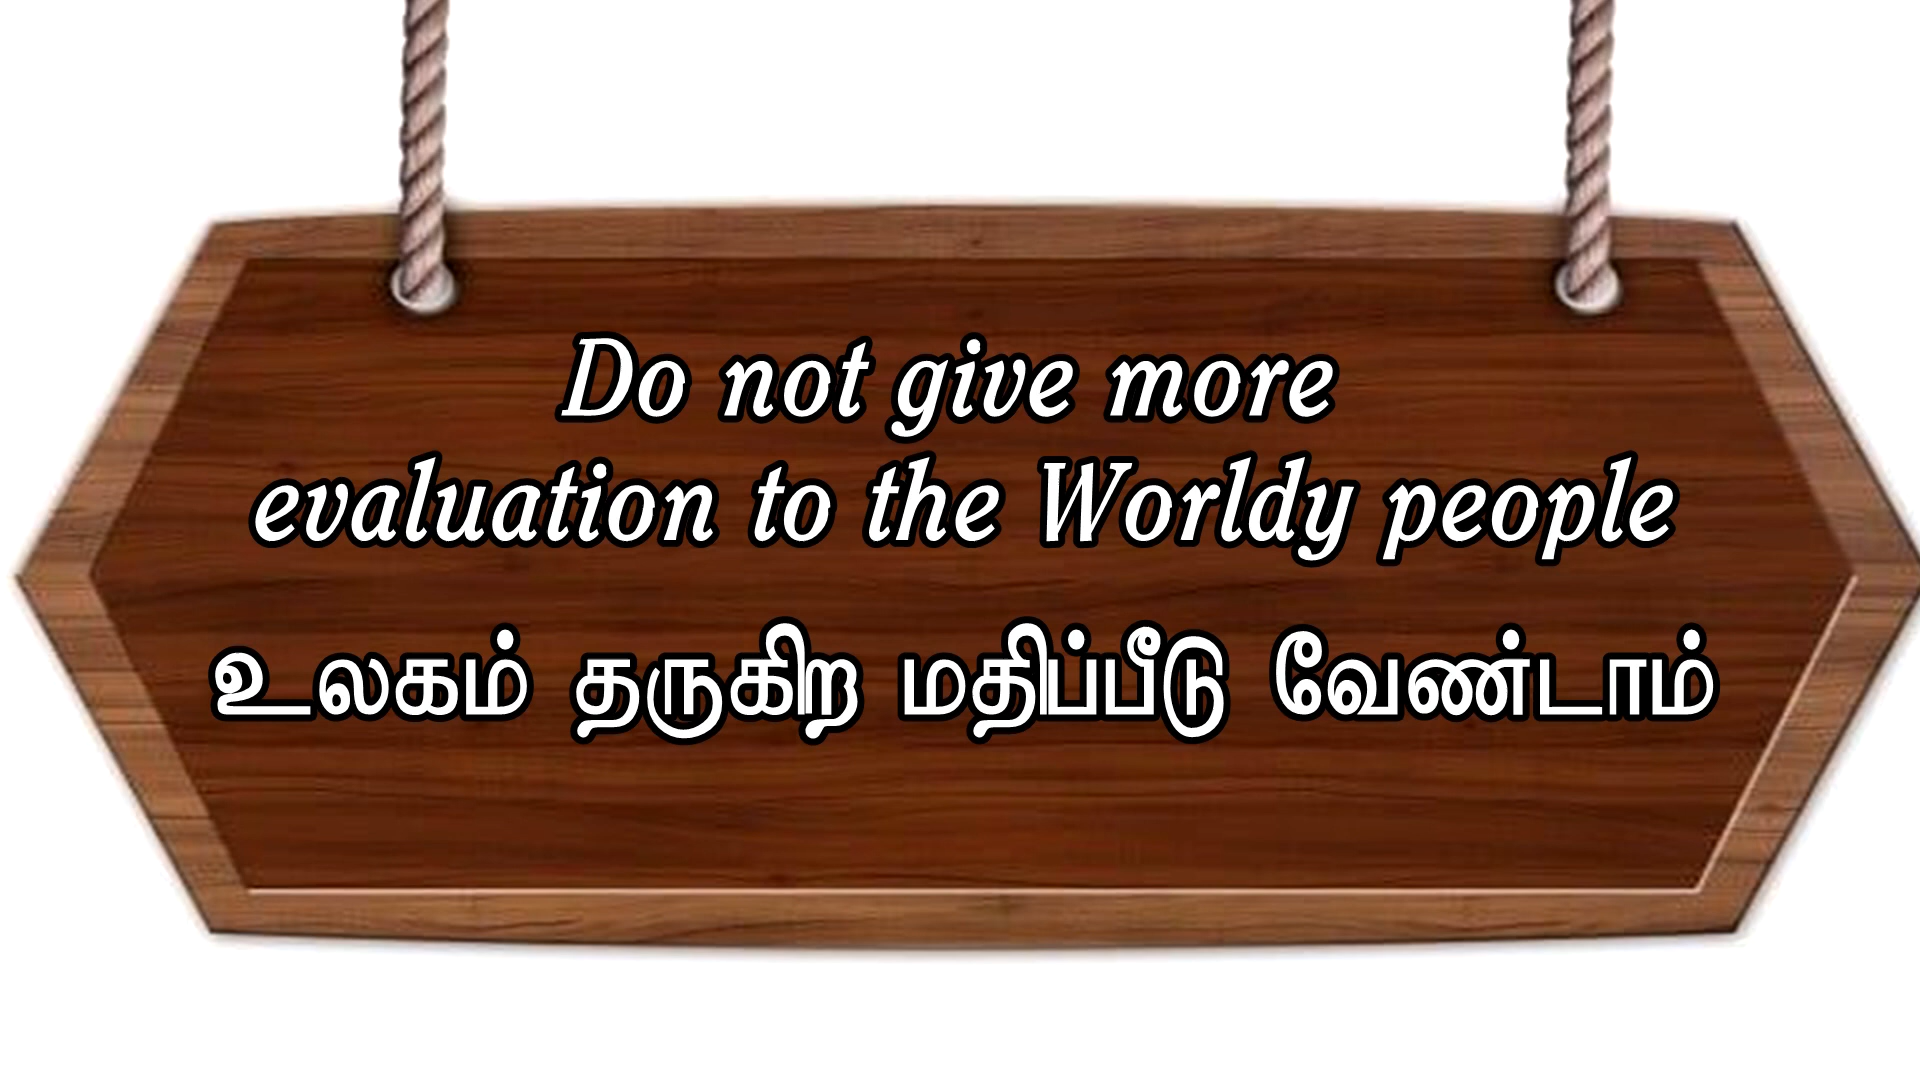 Do not give more
evaluation to the Worldy people
உலகம் தருகிற மதிப்பீடு வேண்டாம்